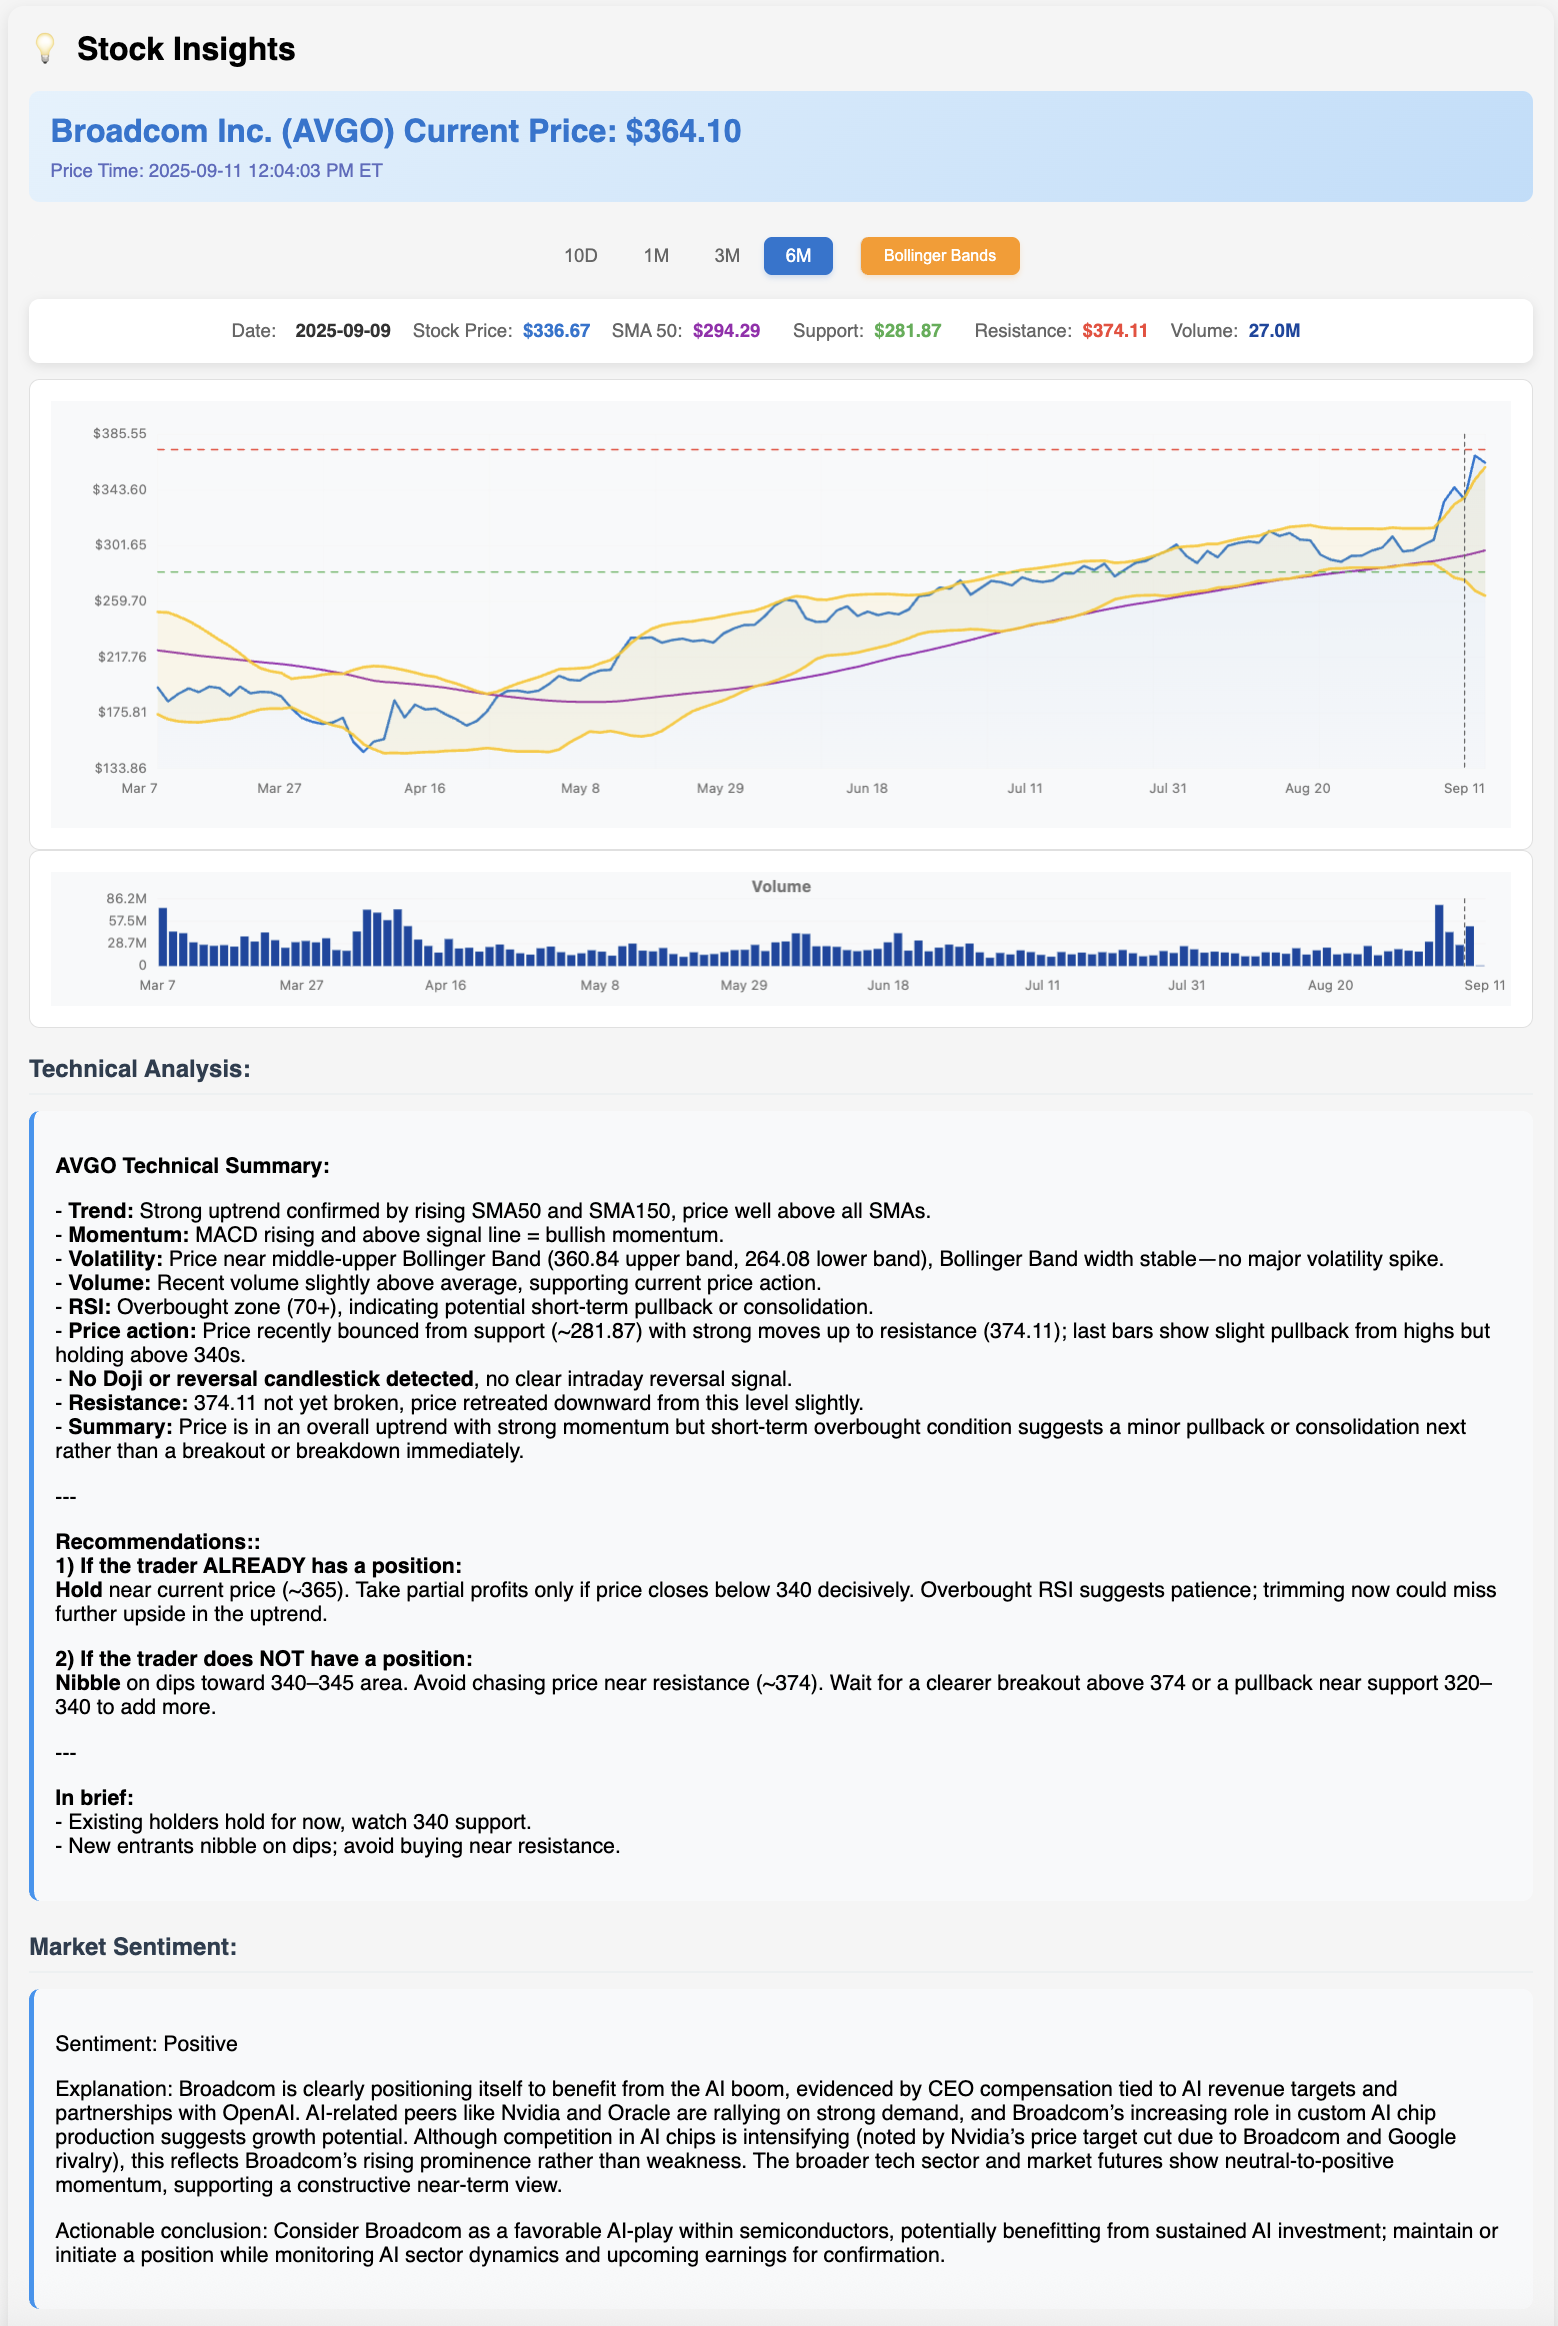 Stock Insights
Broadcom Inc. (AVGO) Current Price: $364.10
Price Time: 2025-09-11 12:04:03 PM ET
10D 1M 3M 6M Bollinger Bands
Date: 2025-09-09 Stock Price: $336.67 SMA 50: $294.29 Support: $281.87 Resistance: $374.11 Volume: 27.0M
$385.55
$343.60
$301.65
$259.70
$217.76
$175.81
$133.86
Mar 7 Mar 27 Apr 16 May 8 May 29 Jun 18 Jul 11 Jul 31 Aug 20 Sep 11
Volume
86.2M
57.5M
28.7M
0
Mar 7 Mar 27 Apr 16 May 8 May 29 Jun 18 Jul 11 Jul 31 Aug 20 Sep 11
Technical Analysis:
AVGO Technical Summary:
- Trend: Strong uptrend confirmed by rising SMA50 and SMA150, price well above all SMAs.
- Momentum: MACD rising and above signal line = bullish momentum.
- Volatility: Price near middle-upper Bollinger Band (360.84 upper band, 264.08 lower band), Bollinger Band width stable—no major volatility spike.
- Volume: Recent volume slightly above average, supporting current price action.
- RSI: Overbought zone (70+), indicating potential short-term pullback or consolidation.
- Price action: Price recently bounced from support (~281.87) with strong moves up to resistance (374.11); last bars show slight pullback from highs but
holding above 340s.
- No Doji or reversal candlestick detected, no clear intraday reversal signal.
- Resistance: 374.11 not yet broken, price retreated downward from this level slightly.
- Summary: Price is in an overall uptrend with strong momentum but short-term overbought condition suggests a minor pullback or consolidation next
rather than a breakout or breakdown immediately.
---
Recommendations::
1) If the trader ALREADY has a position:
Hold near current price (~365). Take partial profits only if price closes below 340 decisively. Overbought RSI suggests patience; trimming now could miss
further upside in the uptrend.
2) If the trader does NOT have a position:
Nibble on dips toward 340–345 area. Avoid chasing price near resistance (~374). Wait for a clearer breakout above 374 or a pullback near support 320–
340 to add more.
---
In brief:
- Existing holders hold for now, watch 340 support.
- New entrants nibble on dips; avoid buying near resistance.
Market Sentiment:
Sentiment: Positive
Explanation: Broadcom is clearly positioning itself to benefit from the AI boom, evidenced by CEO compensation tied to AI revenue targets and
partnerships with OpenAI. AI-related peers like Nvidia and Oracle are rallying on strong demand, and Broadcom’s increasing role in custom AI chip
production suggests growth potential. Although competition in AI chips is intensifying (noted by Nvidia’s price target cut due to Broadcom and Google
rivalry), this reflects Broadcom’s rising prominence rather than weakness. The broader tech sector and market futures show neutral-to-positive
momentum, supporting a constructive near-term view.
Actionable conclusion: Consider Broadcom as a favorable AI-play within semiconductors, potentially benefitting from sustained AI investment; maintain or
initiate a position while monitoring AI sector dynamics and upcoming earnings for confirmation.